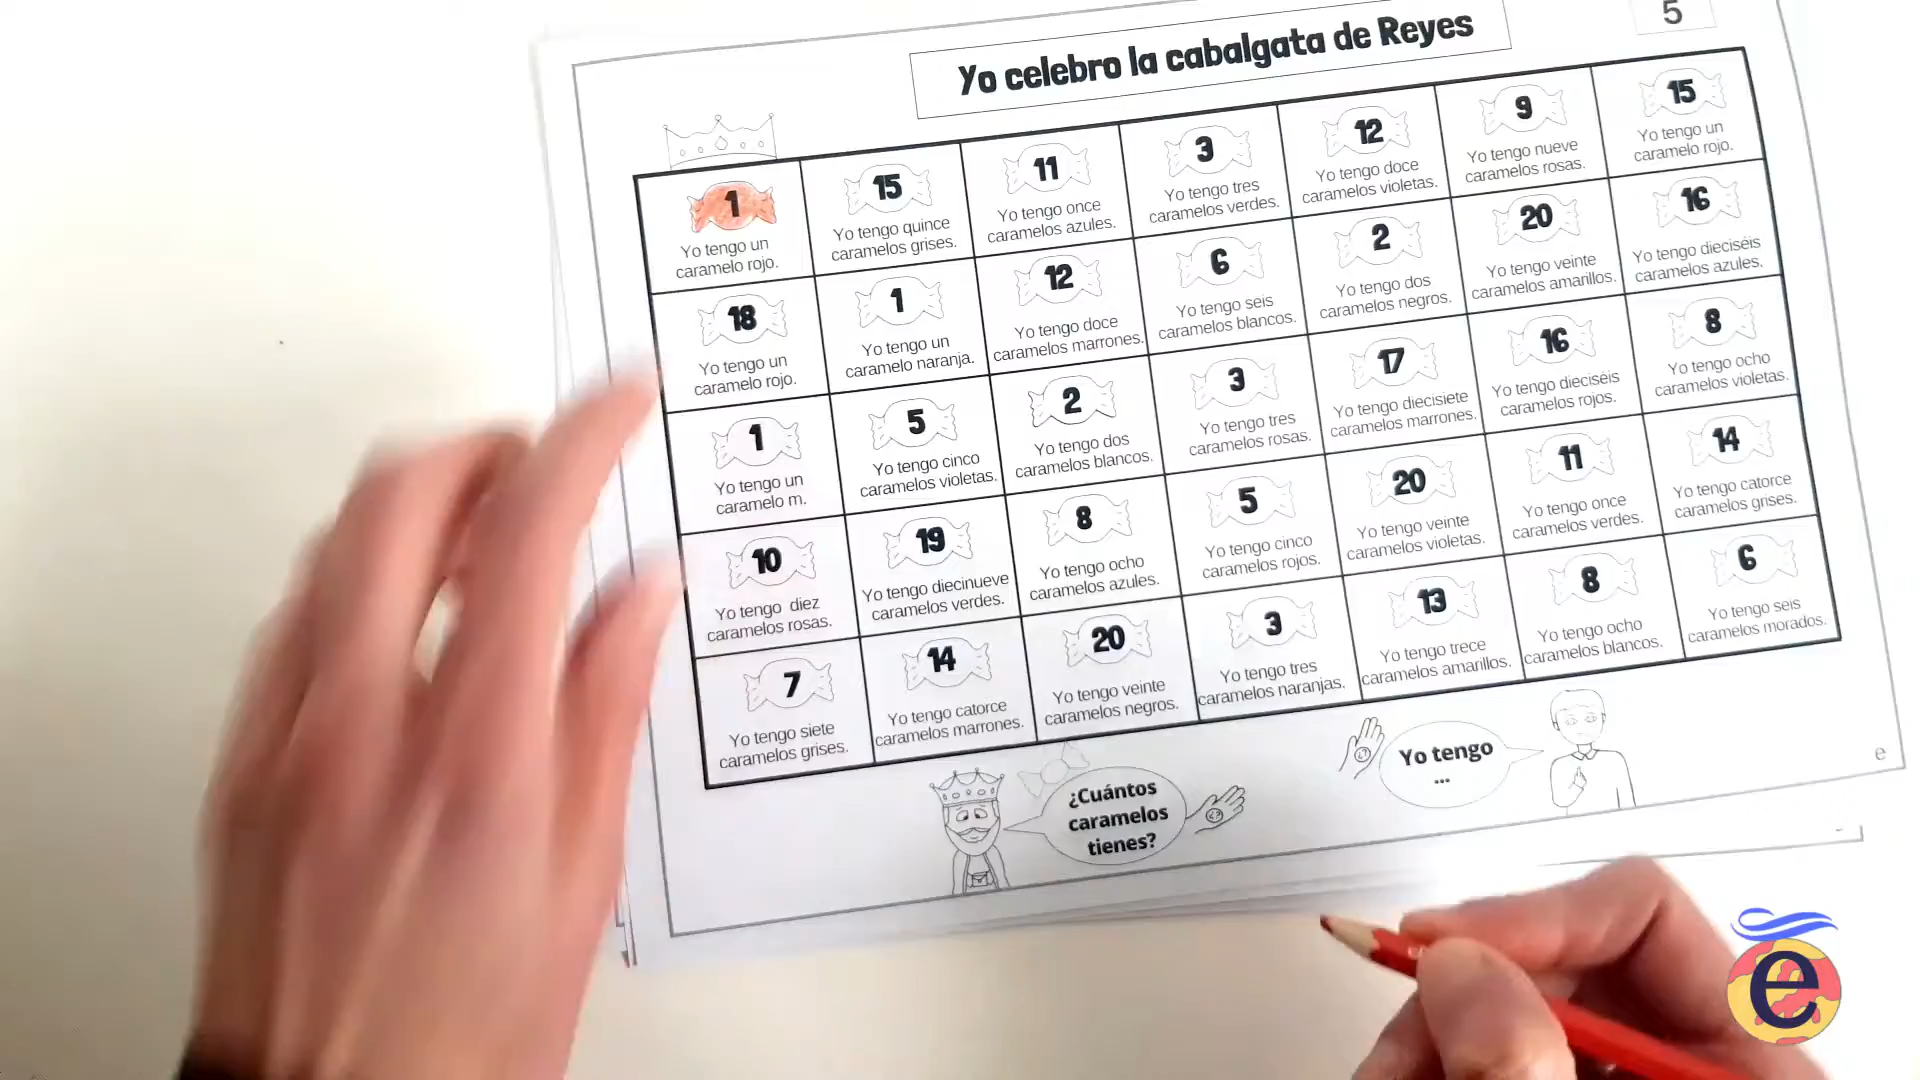 5
Yo celebro la cabalgata de Reyes
1
Yo tengo un
caramelo rojo.
15
Yo tengo quince
caramelos grises.
11
Yo tengo once
caramelos azules.
3
Yo tengo tres
caramelos verdes.
12
Yo tengo doce
caramelos violetas.
9
Yo tengo nueve
caramelos rosas.
15
Yo tengo un
caramelo rojo.
18
Yo tengo un
caramelo rojo.
1
Yo tengo un
caramelo naranja.
12
Yo tengo doce
caramelos marrones.
6
Yo tengo seis
caramelos blancos.
2
Yo tengo dos
caramelos negros.
20
Yo tengo veinte
caramelos amarillos.
16
Yo tengo dieciséis
caramelos azules.
1
Yo tengo un
caramelo m.
5
Yo tengo cinco
caramelos violetas.
2
Yo tengo dos
caramelos blancos.
3
Yo tengo tres
caramelos rosas.
17
Yo tengo diecisiete
caramelos marrones.
16
Yo tengo dieciséis
caramelos rojos.
8
Yo tengo ocho
caramelos violetas.
10
Yo tengo diez
caramelos rosas.
19
Yo tengo diecinueve
caramelos verdes.
8
Yo tengo ocho
caramelos azules.
5
Yo tengo cinco
caramelos rojos.
20
Yo tengo veinte
caramelos violetas.
11
Yo tengo once
caramelos verdes.
14
Yo tengo catorce
caramelos grises.
7
Yo tengo siete
caramelos grises.
14
Yo tengo catorce
caramelos marrones.
20
Yo tengo veinte
caramelos negros.
3
Yo tengo tres
caramelos naranjas.
13
Yo tengo trece
caramelos amarillos.
8
Yo tengo ocho
caramelos blancos.
6
Yo tengo seis
caramelos morados.
¿Cuántos
caramelos
tienes?
Yo tengo
...
e
e